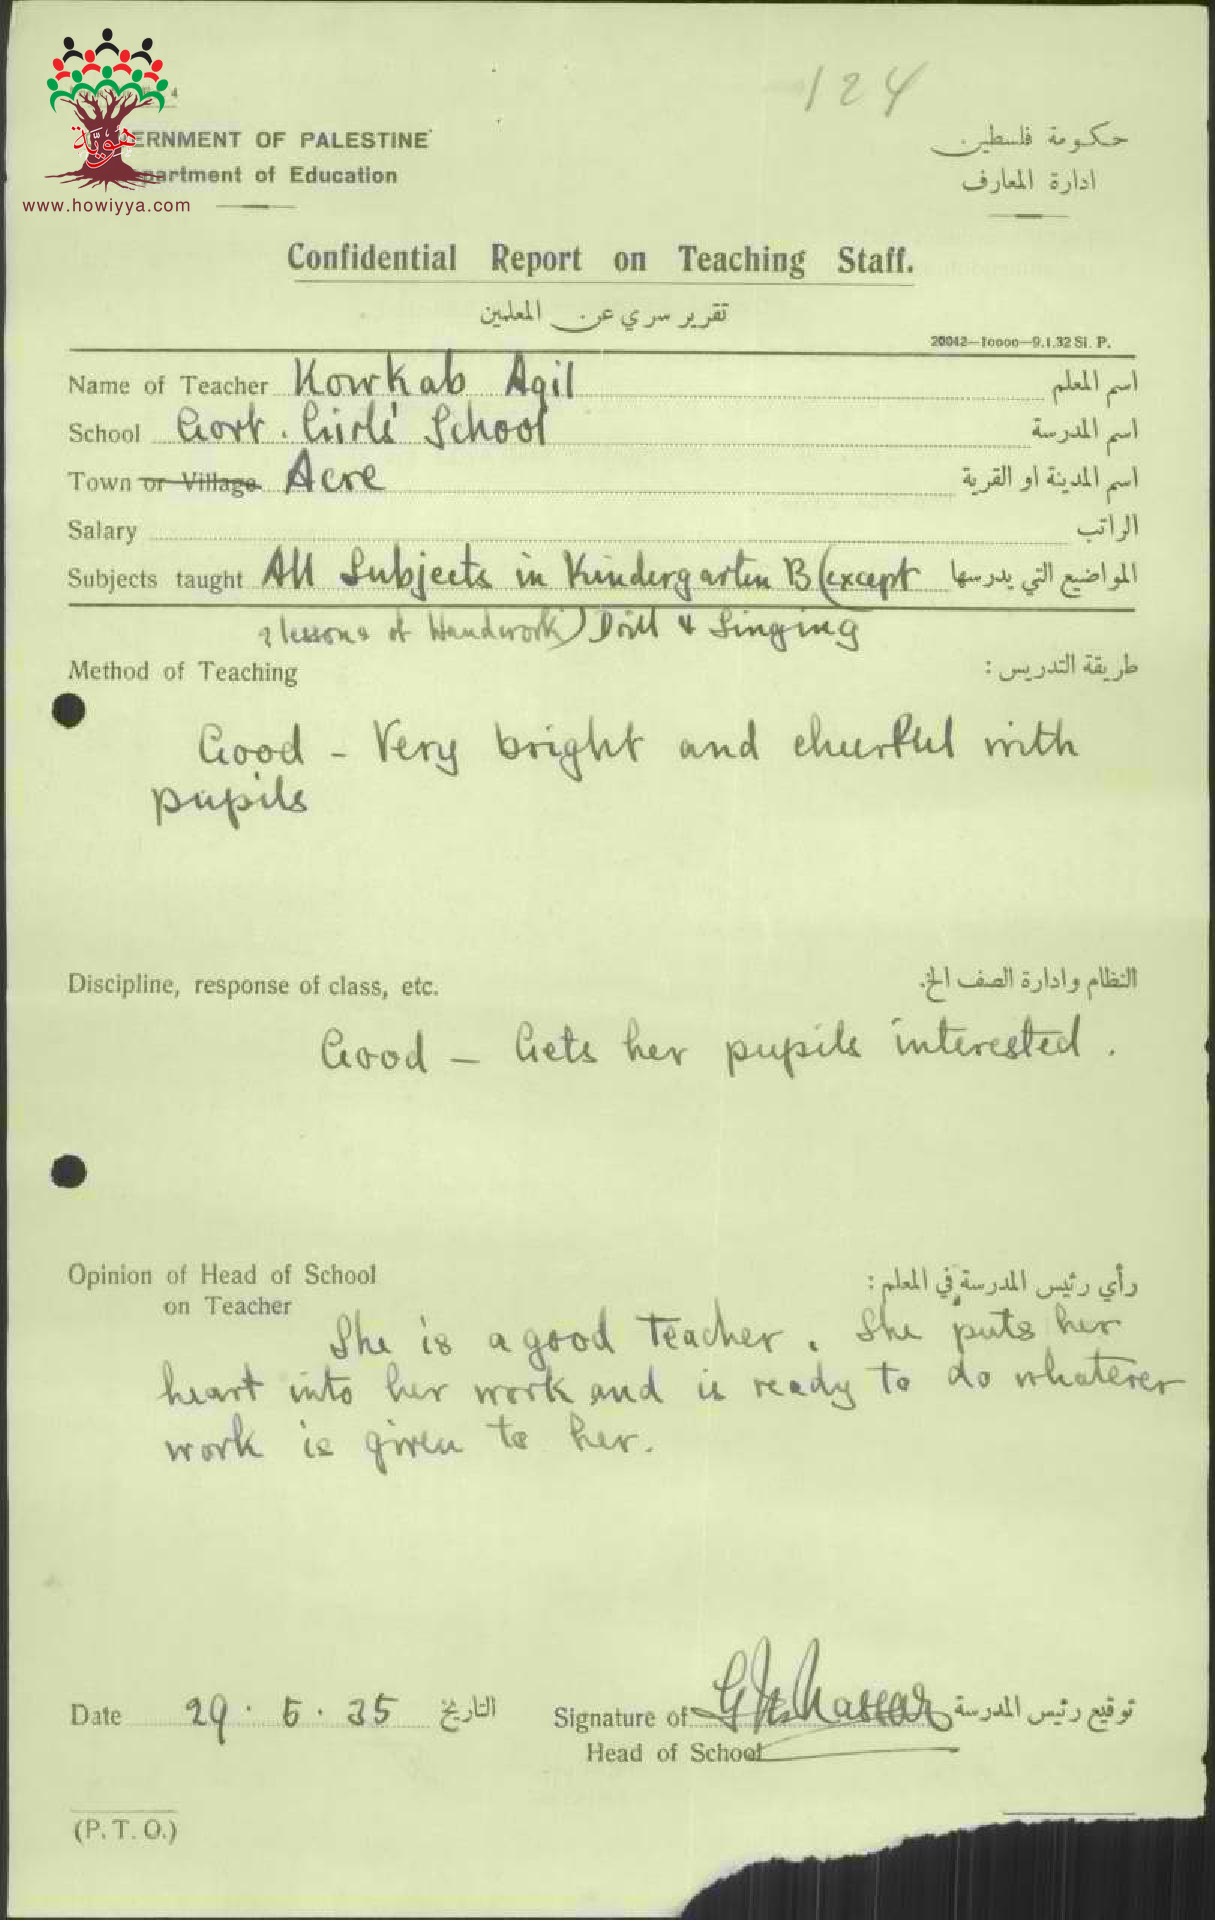 124
4
هويّة
ERNMENT OF PALESTINE
partment of Education
www.howiyya.com
حكومة فلسطين
ادارة المعارف
Confidential Report on Teaching Staff.
تقرير سري عن المعلمين
20042—10000—9.1.32 Sl. P.
Name of Teacher Kowkab Aqil اسم المعلم
School Govt. Girls' School اسم المدرسة
Town or Village Acre اسم المدينة او القرية
Salary الراتب
Subjects taught All Subjects in Kindergarten B (except المواضيع التي يدرسها
2 lessons of Handwork) Drill & Singing
Method of Teaching طريقة التدريس :
Good - Very bright and cheerful with
pupils
Discipline, response of class, etc. النظام وادارة الصف الخ.
Good - Gets her pupils interested.
Opinion of Head of School رأي رئيس المدرسة في المعلم :
on Teacher
She is a good teacher. She puts her
heart into her work and is ready to do whatever
work is given to her.
Date 29.5.35 التاريخ
Signature of توقيع رئيس المدرسة
Head of School
(P. T. O.)